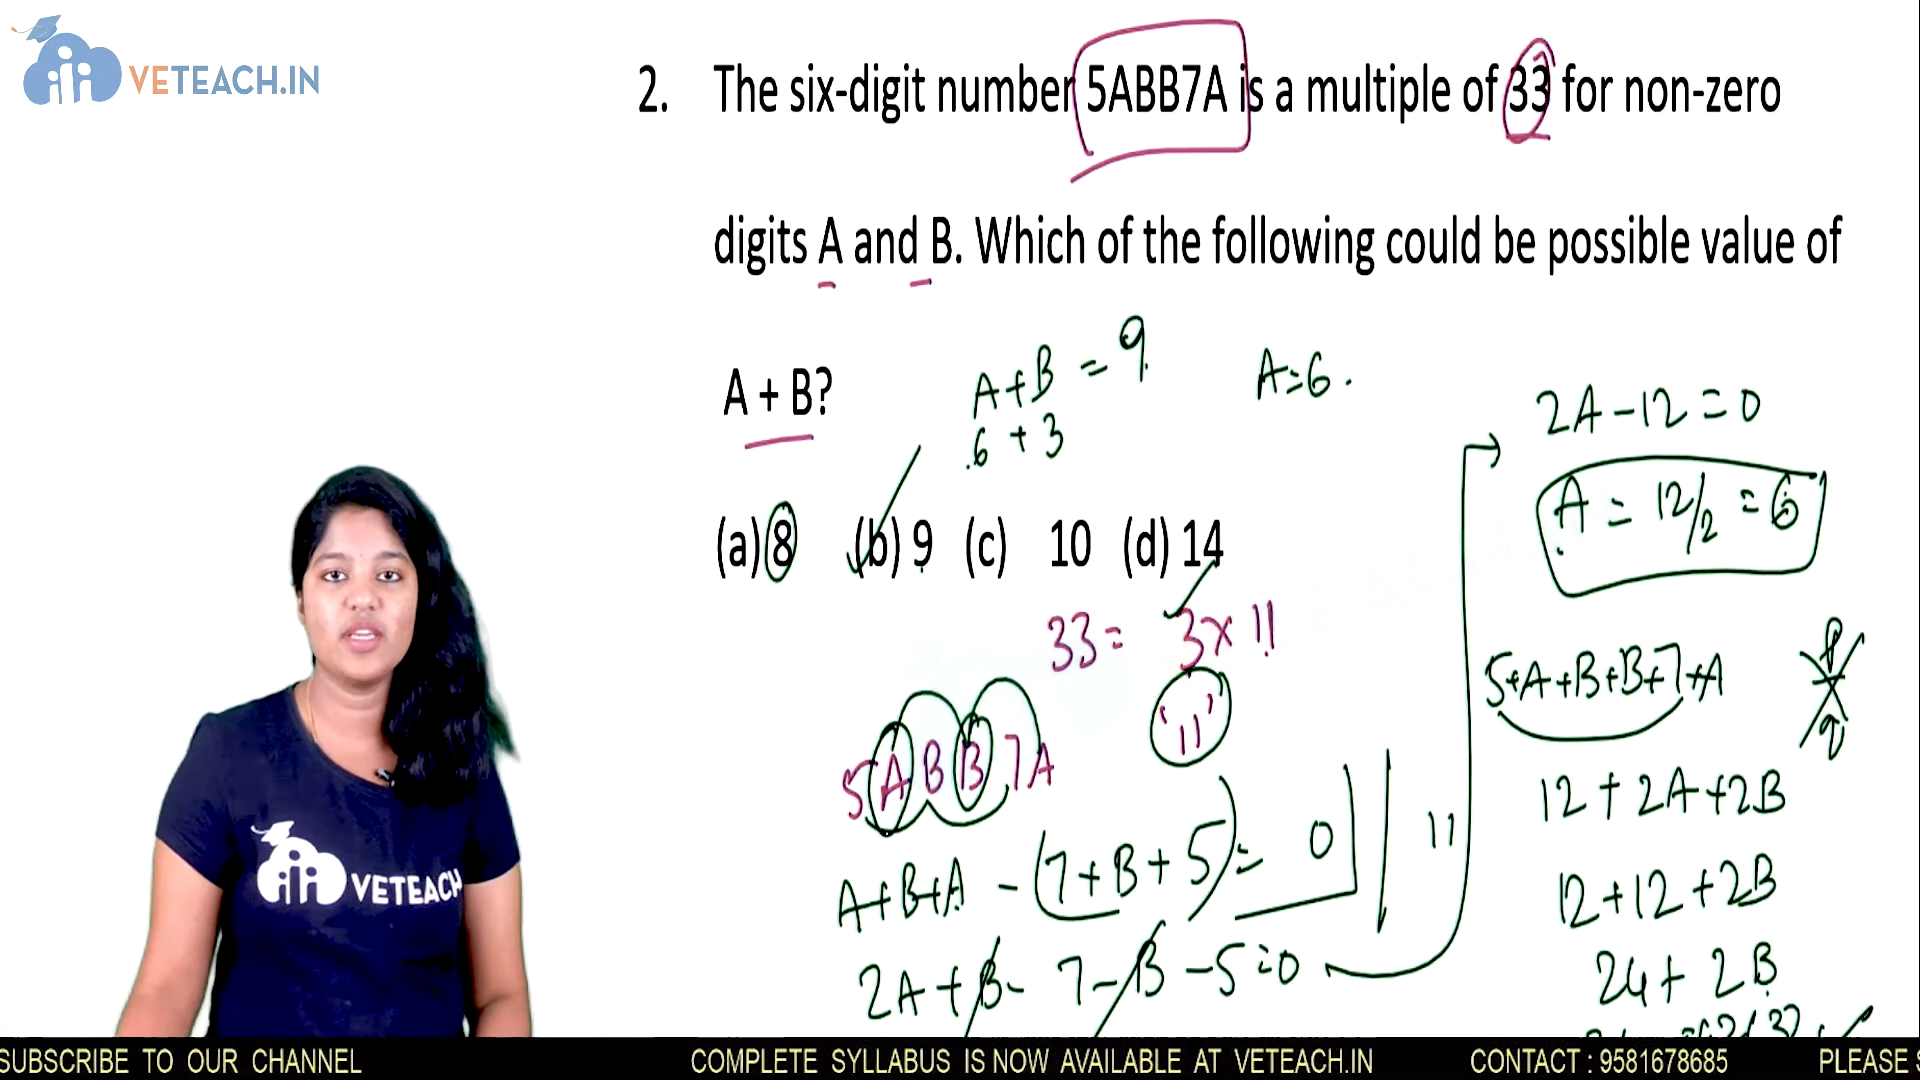 VETEACH.IN
2. The six-digit number 5ABB7A is a multiple of 33 for non-zero
digits A and B. Which of the following could be possible value of
A + B?
A+B = 9
6 + 3
A=6.
2A-12=0
A = 12/2 = 6
(a) 8 (b) 9 (c) 10 (d) 14
33= 3x11
'11'
5ABB7A
5+A+B+B+7+A
12+2A+2B
A+B+A - (7+B+5) = 0
11
12+12+2B
2A+B- 7-B-5=0
24+ 2B
VETEACH
SUBSCRIBE TO OUR CHANNEL COMPLETE SYLLABUS IS NOW AVAILABLE AT VETEACH.IN CONTACT : 9581678685 PLEASE